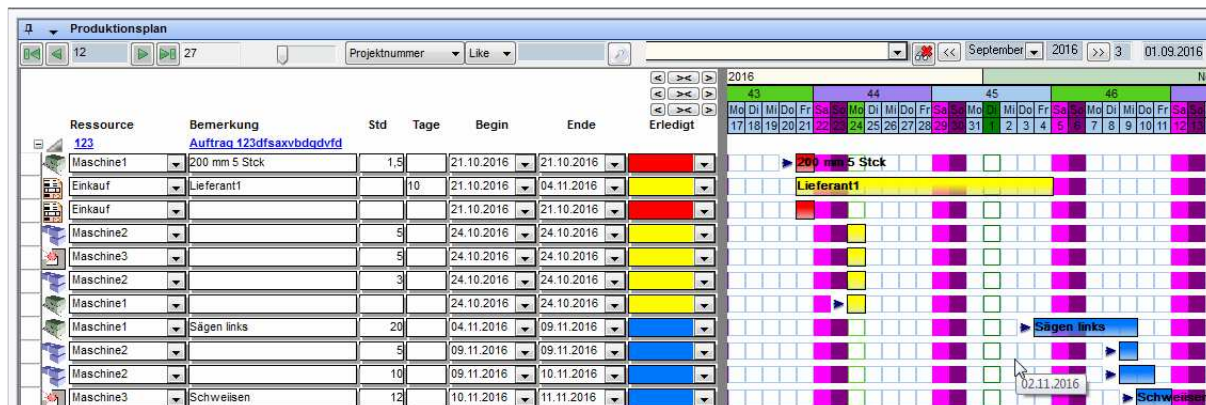 Produktionsplan
12 27 Projektnummer Like << September 2016 >> 3 01.09.2016
< >< > 2016
< >< > 43 44 45 46
< >< > Mo Di Mi Do Fr Sa So Mo Di Mi Do Fr Sa So Mo Di Mi Do Fr Sa So Mo Di Mi Do Fr Sa So
Ressource Bemerkung Std Tage Begin Ende Erledigt 17 18 19 20 21 22 23 24 25 26 27 28 29 30 31 1 2 3 4 5 6 7 8 9 10 11 12 13
123 Auftrag 123dfsaxvbdqdvfd
Maschine1 200 mm 5 Stck 1,5 21.10.2016 21.10.2016 200 mm 5 Stck
Einkauf Lieferant1 10 21.10.2016 04.11.2016 Lieferant1
Einkauf 21.10.2016 21.10.2016
Maschine2 5 24.10.2016 24.10.2016
Maschine3 5 24.10.2016 24.10.2016
Maschine2 3 24.10.2016 24.10.2016
Maschine1 24.10.2016 24.10.2016
Maschine1 Sägen links 20 04.11.2016 09.11.2016 Sägen links
Maschine2 5 09.11.2016 09.11.2016
Maschine2 10 09.11.2016 10.11.2016 02.11.2016
Maschine3 Schweiisen 12 10.11.2016 11.11.2016 Schweiisen